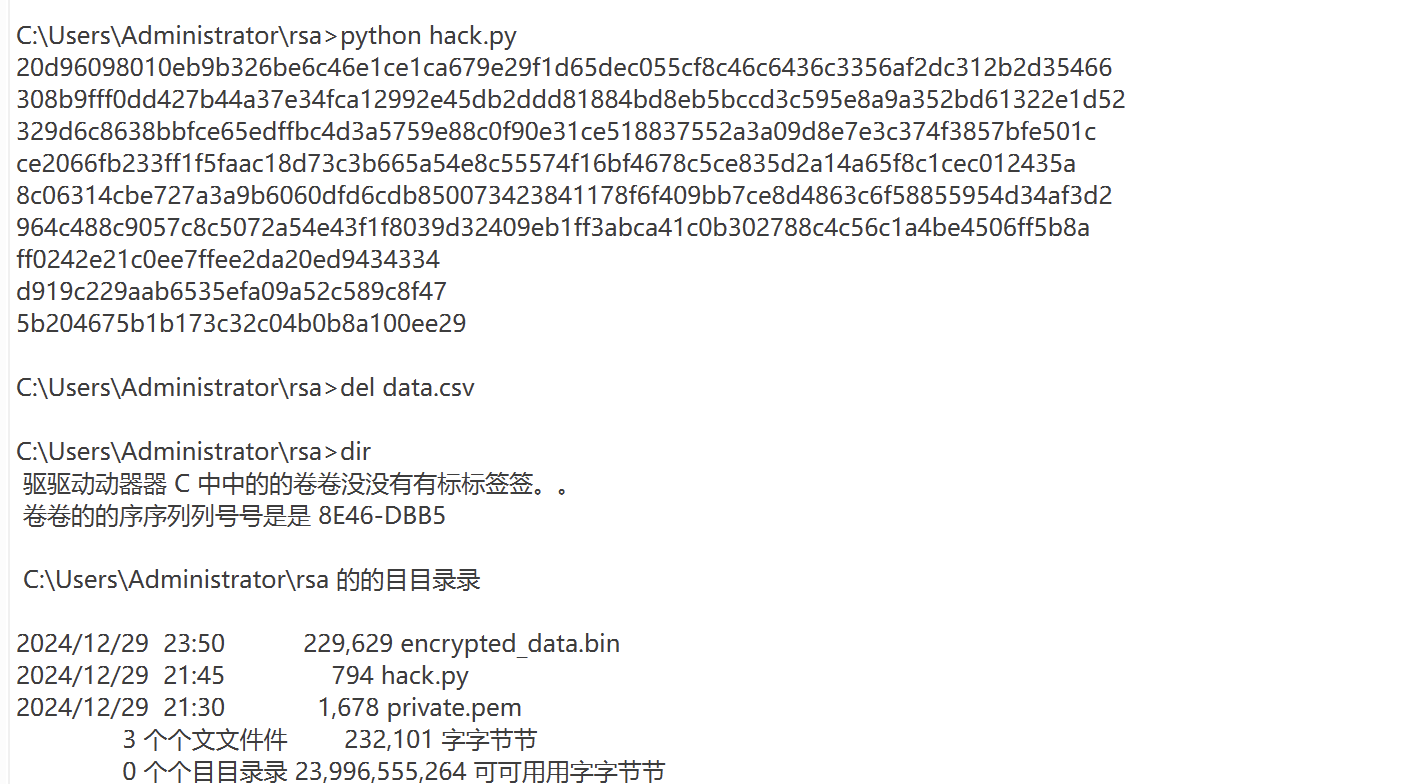 C:\Users\Administrator\rsa>python hack.py
20d96098010eb9b326be6c46e1ce1ca679e29f1d65dec055cf8c46c6436c3356af2dc312b2d35466
308b9fff0dd427b44a37e34fca12992e45db2ddd81884bd8eb5bccd3c595e8a9a352bd61322e1d52
329d6c8638bbfce65edffbc4d3a5759e88c0f90e31ce518837552a3a09d8e7e3c374f3857bfe501c
ce2066fb233ff1f5faac18d73c3b665a54e8c55574f16bf4678c5ce835d2a14a65f8c1cec012435a
8c06314cbe727a3a9b6060dfd6cdb850073423841178f6f409bb7ce8d4863c6f58855954d34af3d2
964c488c9057c8c5072a54e43f1f8039d32409eb1ff3abca41c0b302788c4c56c1a4be4506ff5b8a
ff0242e21c0ee7ffee2da20ed9434334
d919c229aab6535efa09a52c589c8f47
5b204675b1b173c32c04b0b8a100ee29
C:\Users\Administrator\rsa>del data.csv
C:\Users\Administrator\rsa>dir
驱驱动动器器 C 中中的的卷卷没没有有标标签签。。
卷卷的的序序列列号号是是 8E46-DBB5
C:\Users\Administrator\rsa 的的目目录录
2024/12/29  23:50           229,629 encrypted_data.bin
2024/12/29  21:45               794 hack.py
2024/12/29  21:30             1,678 private.pem
3 个个文文件件        232,101 字字节节
0 个个目目录录 23,996,555,264 可可用用字字节节